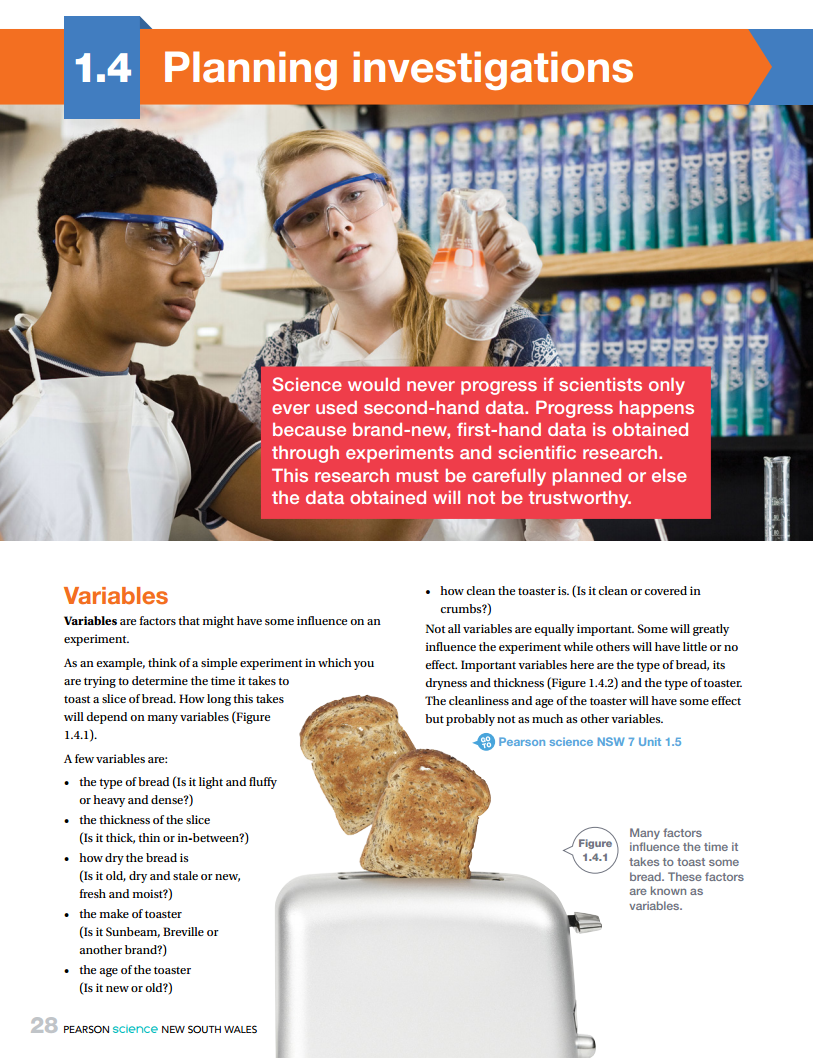 1.4
Planning investigations
Science would never progress if scientists only
ever used second-hand data. Progress happens
because brand-new, first-hand data is obtained
through experiments and scientific research.
This research must be carefully planned or else
the data obtained will not be trustworthy.
Variables
Variables are factors that might have some influence on an
experiment.
As an example, think of a simple experiment in which you
are trying to determine the time it takes to
toast a slice of bread. How long this takes
will depend on many variables (Figure
1.4.1).
A few variables are:
• the type of bread (Is it light and fluffy
or heavy and dense?)
• the thickness of the slice
(Is it thick, thin or in-between?)
• how dry the bread is
(Is it old, dry and stale or new,
fresh and moist?)
• the make of toaster
(Is it Sunbeam, Breville or
another brand?)
• the age of the toaster
(Is it new or old?)
• how clean the toaster is. (Is it clean or covered in
crumbs?)
Not all variables are equally important. Some will greatly
influence the experiment while others will have little or no
effect. Important variables here are the type of bread, its
dryness and thickness (Figure 1.4.2) and the type of toaster.
The cleanliness and age of the toaster will have some effect
but probably not as much as other variables.
GO TO Pearson science NSW 7 Unit 1.5
Figure
1.4.1
Many factors
influence the time it
takes to toast some
bread. These factors
are known as
variables.
28 PEARSON science NEW SOUTH WALES